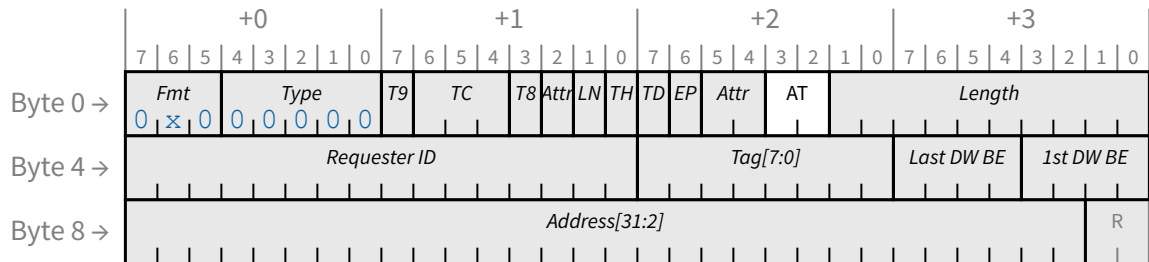 +0 +1 +2 +3
7 6 5 4 3 2 1 0 7 6 5 4 3 2 1 0 7 6 5 4 3 2 1 0 7 6 5 4 3 2 1 0
Byte 0 → Fmt Type T9 TC T8 Attr LN TH TD EP Attr AT Length
0 x 0 0 0 0 0 0
Byte 4 → Requester ID Tag[7:0] Last DW BE 1st DW BE
Byte 8 → Address[31:2] R